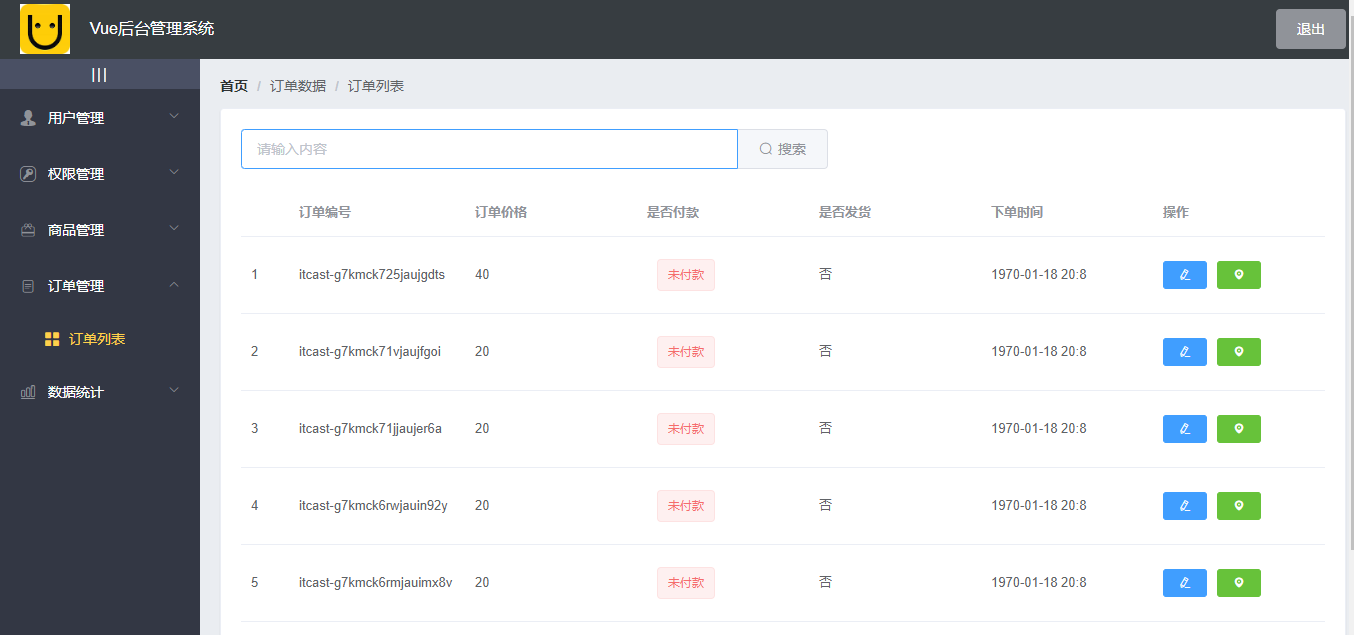 Vue后台管理系统
退出
|||
首页 / 订单数据 / 订单列表
用户管理
权限管理
商品管理
订单管理
订单列表
数据统计
请输入内容
搜索
订单编号 订单价格 是否付款 是否发货 下单时间 操作
1 itcast-g7kmck725jaujgdts 40 未付款 否 1970-01-18 20:8
2 itcast-g7kmck71vjaujfgoi 20 未付款 否 1970-01-18 20:8
3 itcast-g7kmck71jjaujer6a 20 未付款 否 1970-01-18 20:8
4 itcast-g7kmck6rwjauin92y 20 未付款 否 1970-01-18 20:8
5 itcast-g7kmck6rmjauimx8v 20 未付款 否 1970-01-18 20:8